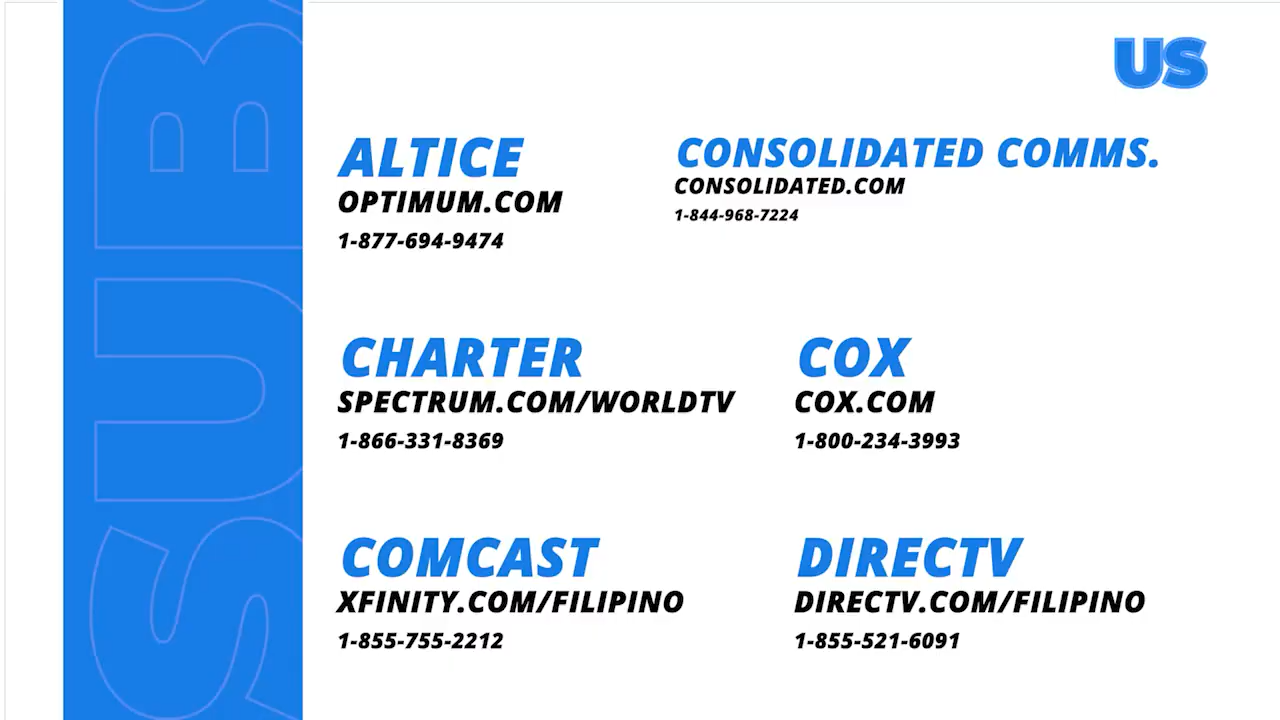 US
ALTICE
OPTIMUM.COM
1-877-694-9474
CONSOLIDATED COMMS.
CONSOLIDATED.COM
1-844-968-7224
CHARTER
SPECTRUM.COM/WORLDTV
1-866-331-8369
COX
COX.COM
1-800-234-3993
COMCAST
XFINITY.COM/FILIPINO
1-855-755-2212
DIRECTV
DIRECTV.COM/FILIPINO
1-855-521-6091
SUB